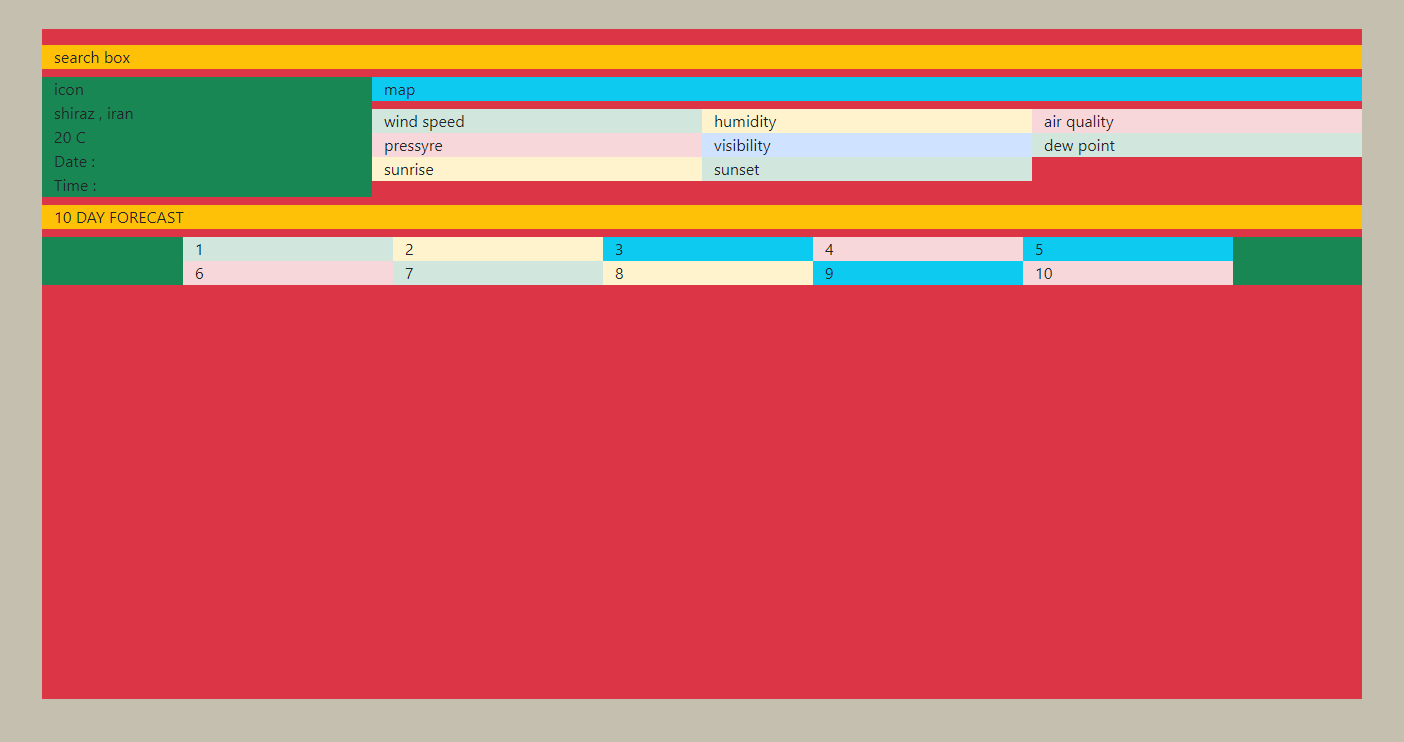 search box
icon
shiraz , iran
20 C
Date :
Time :
map
wind speed humidity air quality
pressyre visibility dew point
sunrise sunset
10 DAY FORECAST
1 2 3 4 5
6 7 8 9 10